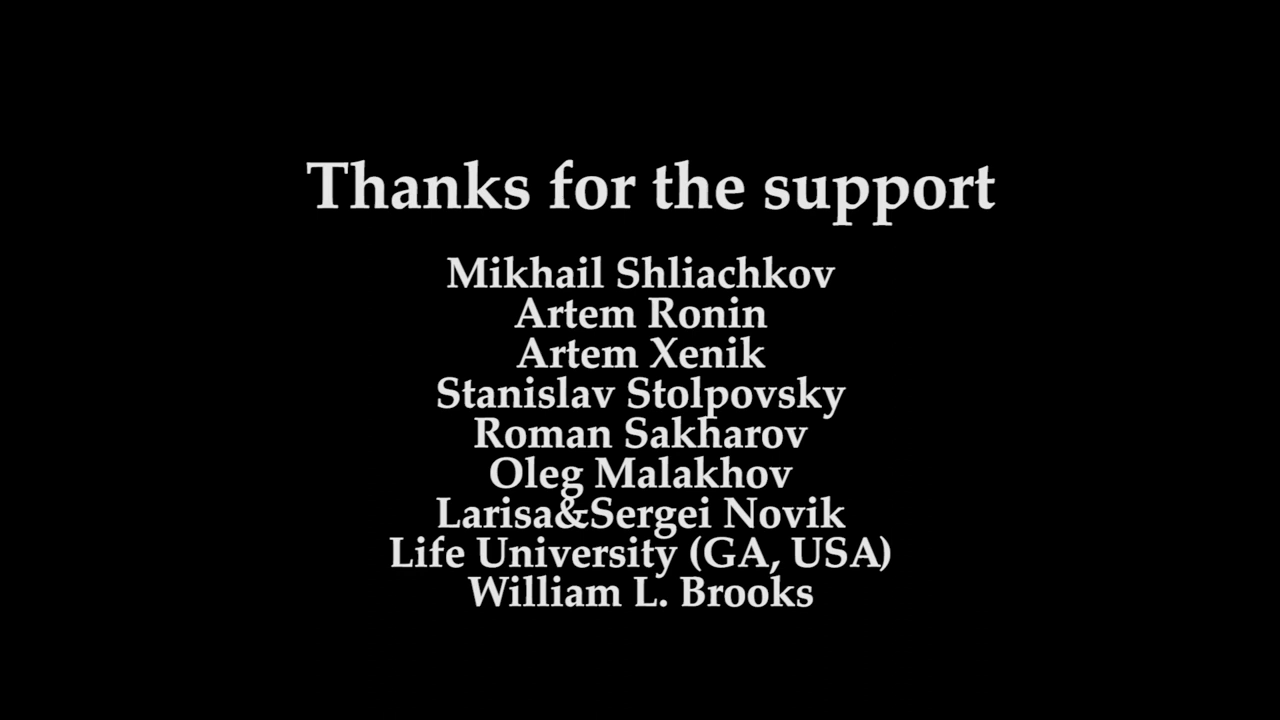 Thanks for the support
Mikhail Shliachkov
Artem Ronin
Artem Xenik
Stanislav Stolpovsky
Roman Sakharov
Oleg Malakhov
Larisa&Sergei Novik
Life University (GA, USA)
William L. Brooks